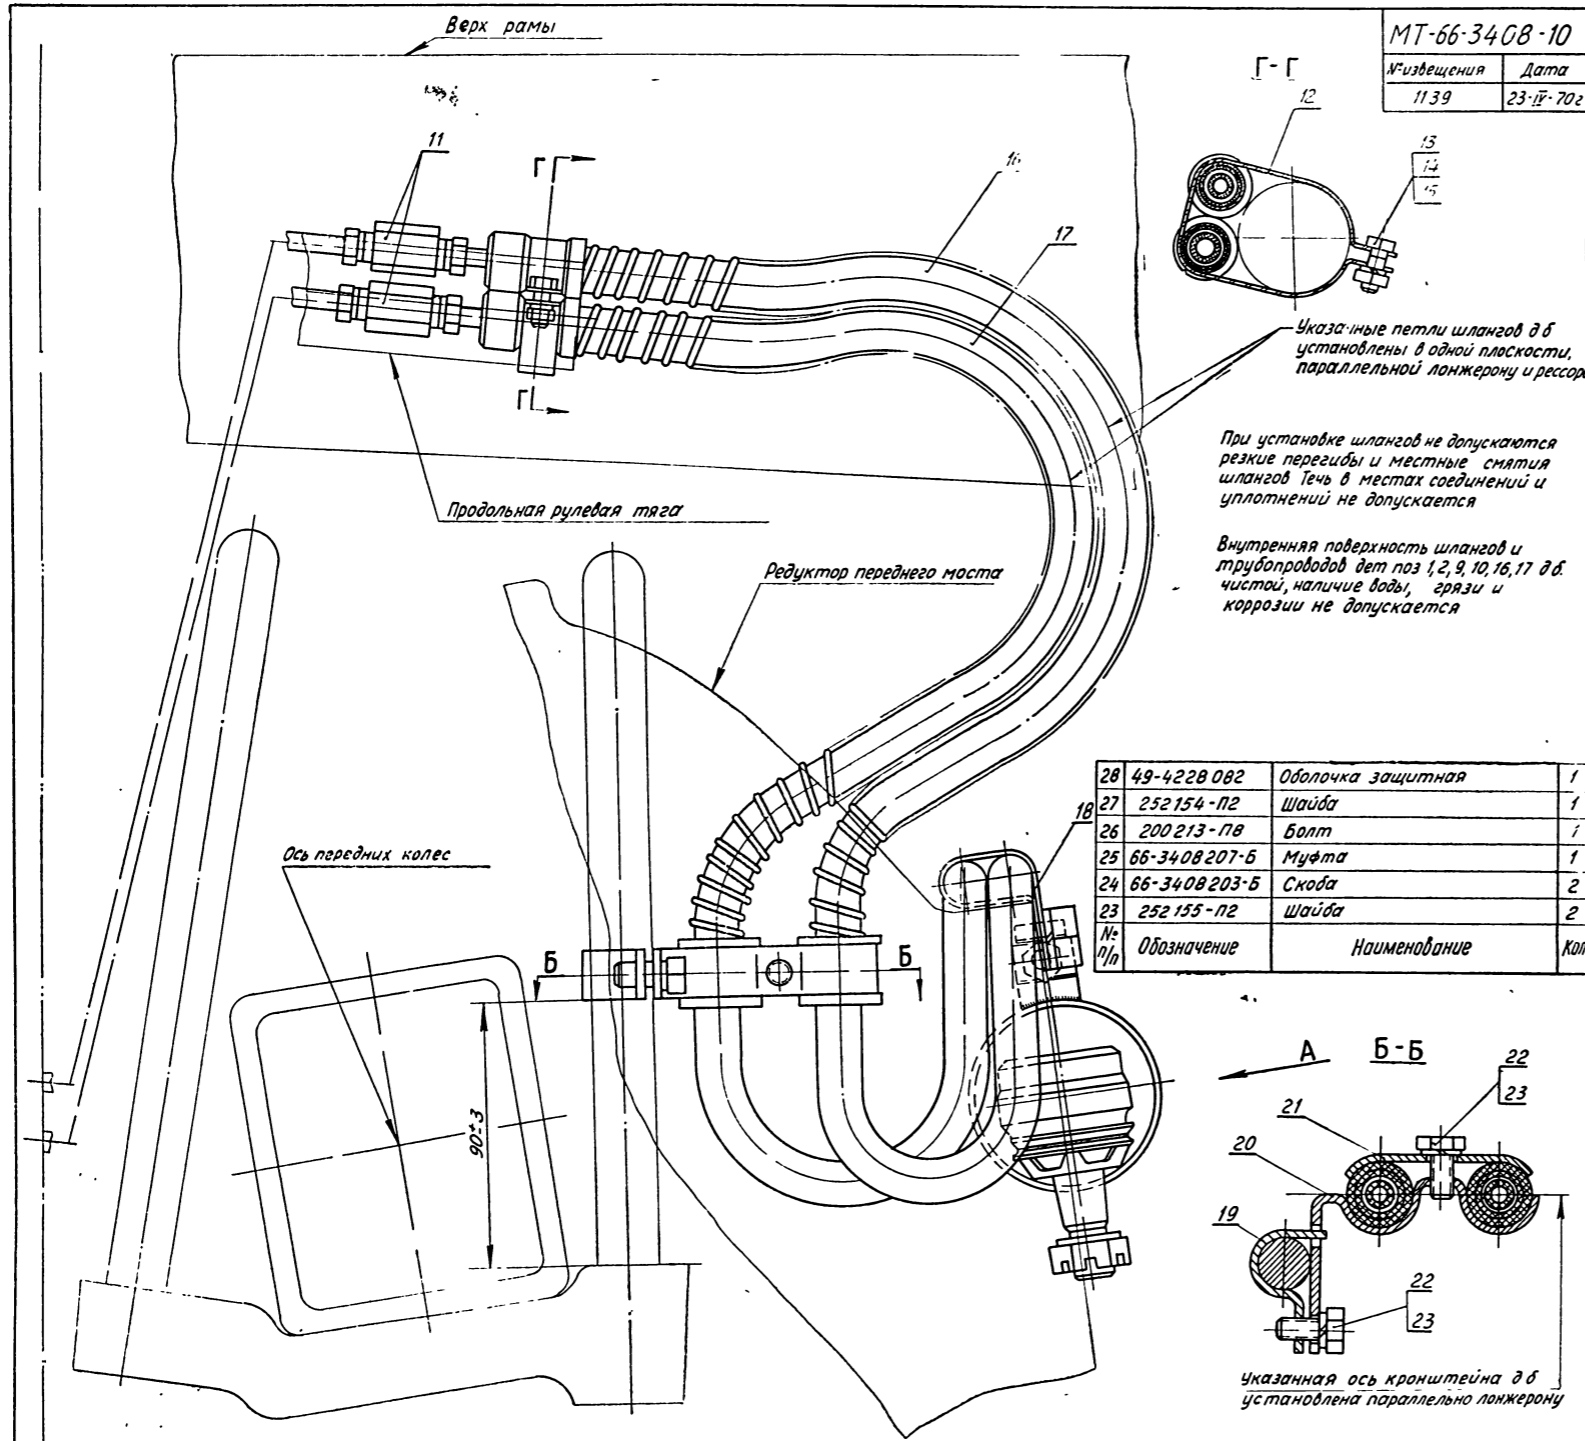 Верх рамы
МТ-66-3408-10
№ извещения Дата
1139 23-IV-70г
Г-Г
12
13
14
15
11
Г
16
17
Г
Указанные петли шлангов д б
установлены в одной плоскости,
параллельной лонжерону и рессоре
При установке шлангов не допускаются
резкие перегибы и местные смятия
шлангов Течь в местах соединений и
уплотнений не допускается
Продольная рулевая тяга
Внутренняя поверхность шлангов и
трубопроводов дет поз 1,2,9,10,16,17 д б.
чистой, наличие воды, грязи и
коррозии не допускается
Редуктор переднего моста
28 49-4228082 Оболочка защитная 1
27 252154-П2 Шайба 1
26 200213-П8 Болт 1
25 66-3408207-Б Муфта 1
24 66-3408203-Б Скоба 2
23 252155-П2 Шайба 2
№ п/п Обозначение Наименование Кол
18
Ось передних колес
Б Б
90±3
А Б-Б
22
23
21
20
19
22
23
Указанная ось кронштейна д б
установлена параллельно лонжерону